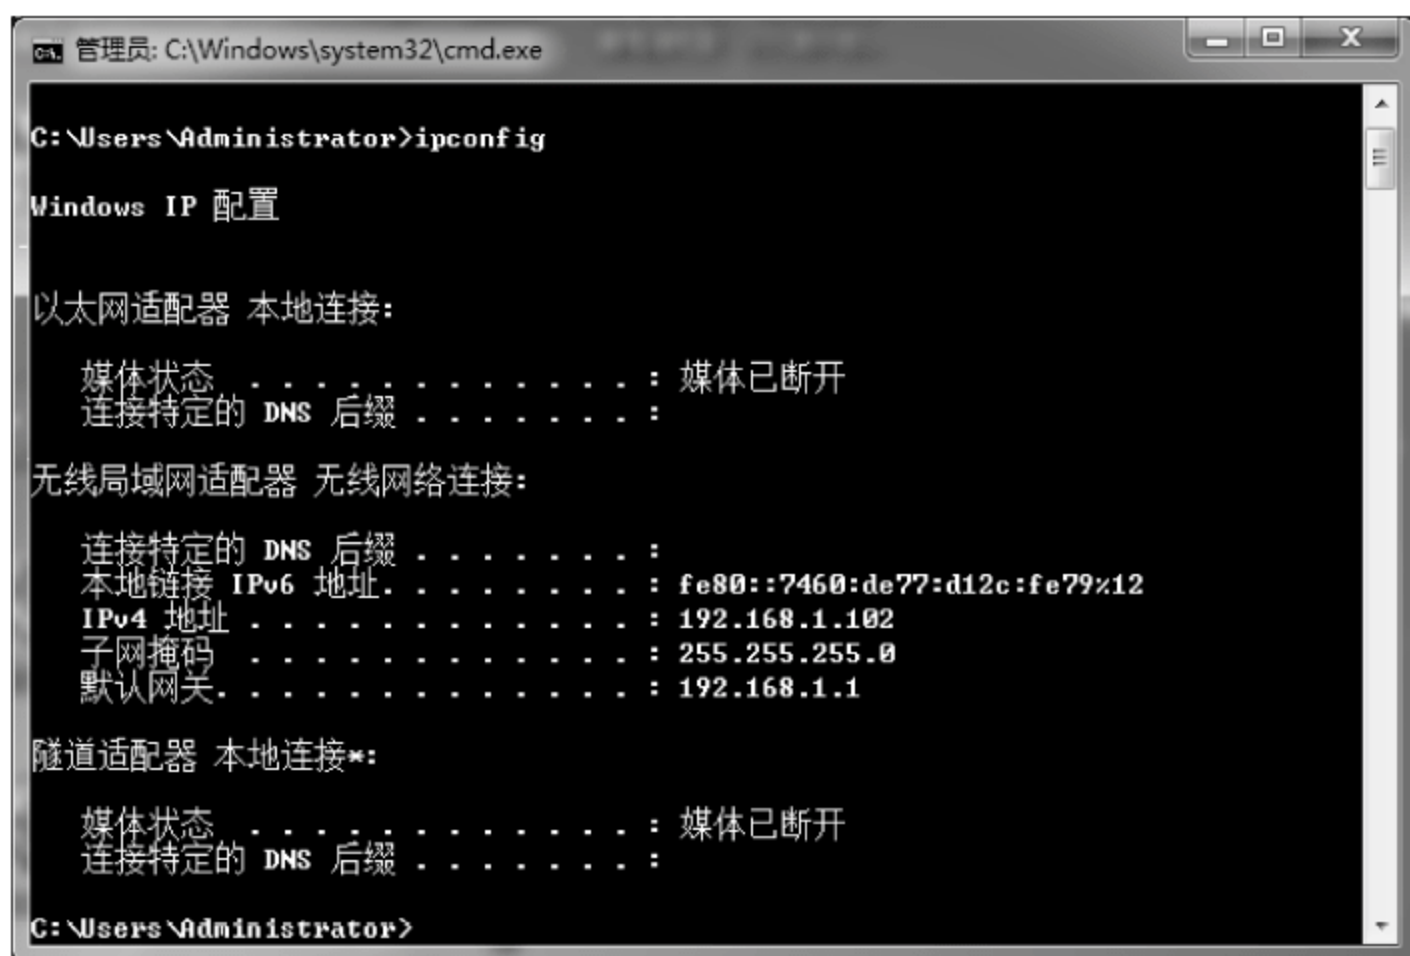 管理员: C:\Windows\system32\cmd.exe
C:\Users\Administrator>ipconfig
Windows IP 配置
以太网适配器 本地连接:
媒体状态 . . . . . . . . . . . . : 媒体已断开
连接特定的 DNS 后缀 . . . . . . . :
无线局域网适配器 无线网络连接:
连接特定的 DNS 后缀 . . . . . . . :
本地链接 IPv6 地址. . . . . . . . : fe80::7460:de77:d12c:fe79%12
IPv4 地址 . . . . . . . . . . . . : 192.168.1.102
子网掩码 . . . . . . . . . . . . : 255.255.255.0
默认网关. . . . . . . . . . . . . : 192.168.1.1
隧道适配器 本地连接*:
媒体状态 . . . . . . . . . . . . : 媒体已断开
连接特定的 DNS 后缀 . . . . . . . :
C:\Users\Administrator>